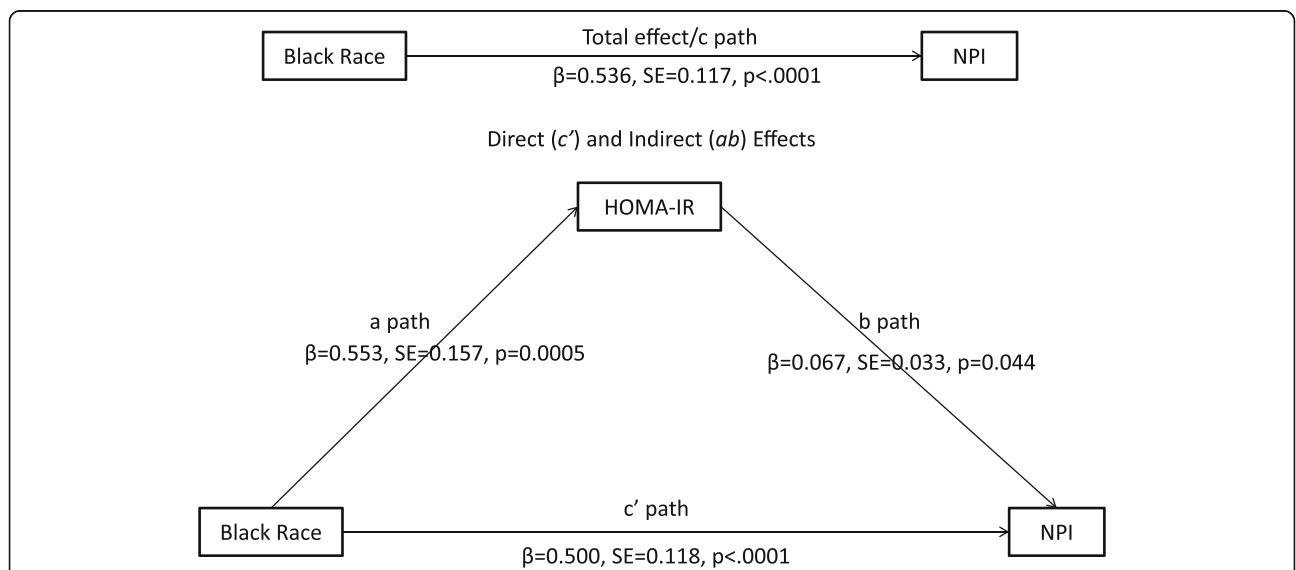 Total effect/c path
Black Race
NPI
β=0.536, SE=0.117, p<.0001
Direct (c’) and Indirect (ab) Effects
HOMA-IR
a path
b path
β=0.553, SE=0.157, p=0.0005
β=0.067, SE=0.033, p=0.044
c’ path
Black Race
NPI
β=0.500, SE=0.118, p<.0001